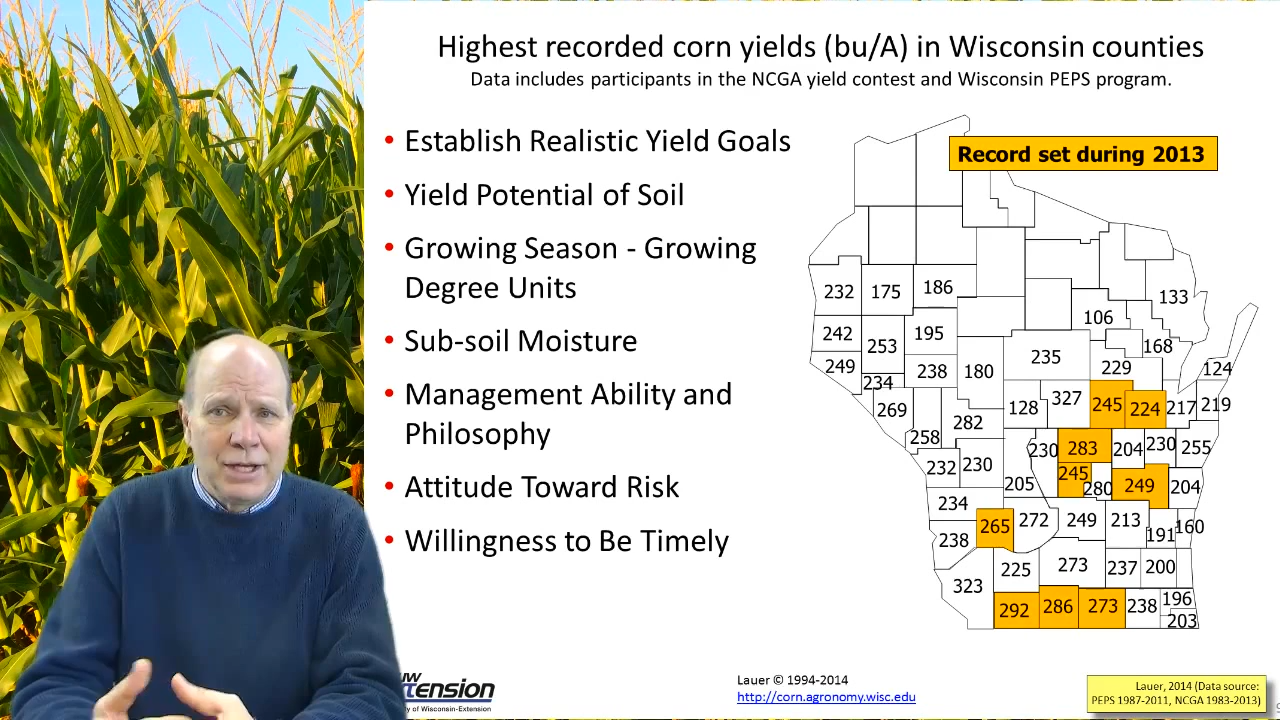 Highest recorded corn yields (bu/A) in Wisconsin counties
Data includes participants in the NCGA yield contest and Wisconsin PEPS program.
• Establish Realistic Yield Goals
• Yield Potential of Soil
• Growing Season - Growing
Degree Units
• Sub-soil Moisture
• Management Ability and
Philosophy
• Attitude Toward Risk
• Willingness to Be Timely
Record set during 2013
232 175 186 133
106
242 253 195 168
249 234 238 180 235 229 124
269 282 128 327 245 224 217 219
258 230 283 204 230 255
232 230 205 245 280 249 204
234
238 265 272 249 213 191 160
323 225 273 237 200
292 286 273 238 196
203
UW
Extension
ty of Wisconsin-Extension
Lauer © 1994-2014
http://corn.agronomy.wisc.edu
Lauer, 2014 (Data source:
PEPS 1987-2011, NCGA 1983-2013)